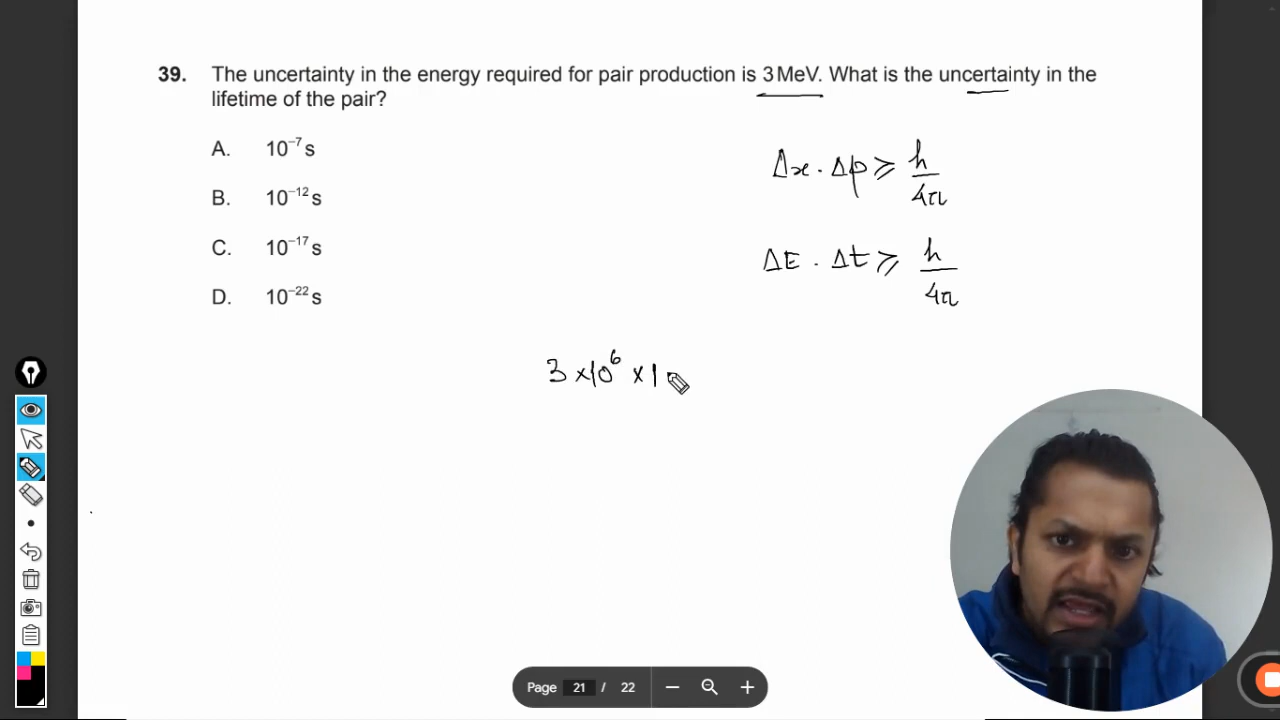 39. The uncertainty in the energy required for pair production is 3 MeV. What is the uncertainty in the
lifetime of the pair?
A. 10⁻⁷ s
B. 10⁻¹² s
C. 10⁻¹⁷ s
D. 10⁻²² s
Δx · Δp ≥ h/4π
ΔE · Δt ≥ h/4π
3 × 10⁶ × 1
Page 21 / 22